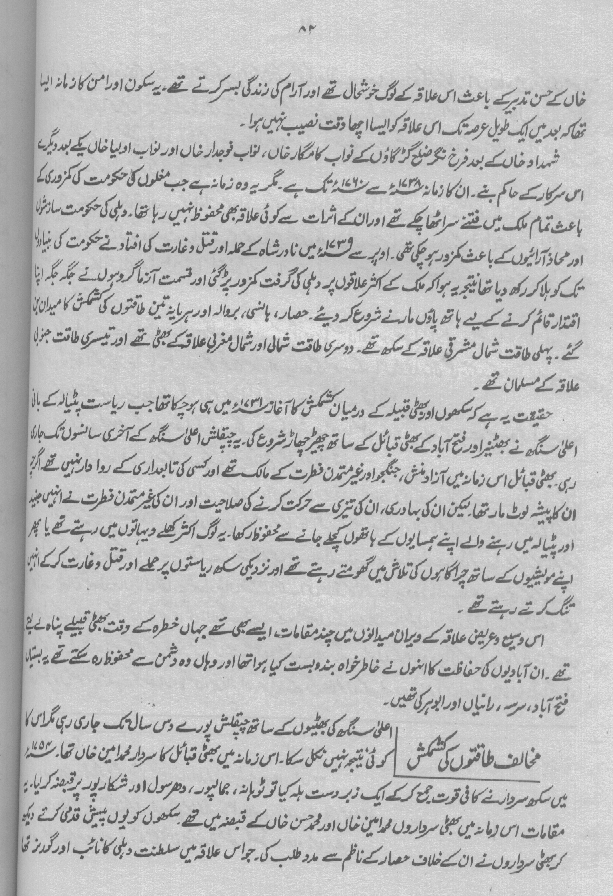 ۸۴
خاں کے حسن تدبیر کے باعث اس علاقہ کے لوگ خوشحال تھے اور آرام کی زندگی بسر کرتے تھے۔ یہ سکون اور امن کا زمانہ ایسا
تھا کہ بعد میں ایک طویل عرصہ تک اس علاقہ کو ایسا اچھا وقت نصیب نہیں ہوا۔
شہداد خاں کے بعد فرخ نگر ضلع گڑگاؤں کے نواب کامگار خاں، نواب فوجدار خاں اور نواب اولیا خاں یکے بعد دیگرے
اس سرکار کے حاکم بنے۔ ان کا زمانہ ۱۷۳۸ء سے ۱۷۶۰ء تک ہے۔ مگر یہ وہ زمانہ ہے جب مغلوں کی حکومت کی کمزوری کے
باعث تمام ملک میں فتنے سر اٹھا چکے تھے اور ان کے اثرات سے کوئی علاقہ بھی محفوظ نہیں رہا تھا۔ دہلی کی حکومت سازشوں
اور محاذ آرائیوں کے باعث کمزور ہو چکی تھی۔ اوپر سے ۱۷۳۹ء میں نادر شاہ کے حملہ اور قتل و غارت کی افتاد نے حکومت کی بنیادوں
تک کو ہلا کر رکھ دیا تھا نتیجہ یہ ہوا کہ ملک کے اکثر علاقوں پر دہلی کی گرفت کمزور پڑ گئی اور قسمت آزما گروہوں نے جگہ جگہ اپنا
اقتدار قائم کرنے کے لیے ہاتھ پاؤں مارنے شروع کر دیئے۔ حصار، ہانسی، بروالہ اور ہریانہ تین طاقتوں کی کشمکش کا میدان بن
گئے۔ پہلی طاقت شمال مشرقی علاقہ کے سکھ تھے۔ دوسری طاقت شمالی اور شمال مغربی علاقہ کے بھٹی تھے اور تیسری طاقت جنوبی
علاقہ کے مسلمان تھے۔
حقیقت یہ ہے کہ سکھوں اور بھٹی قبیلہ کے درمیان کشمکش کا آغاز ۱۷۳۱ء میں ہی ہو چکا تھا جب ریاست پٹیالہ کے بانی
اعلیٰ سنگھ نے بھٹنیر اور فتح آباد کے بھٹی قبائل کے ساتھ چھیڑ چھاڑ شروع کی۔ یہ چپقلش اعلیٰ سنگھ کے آخری سانسوں تک جاری
رہی۔ بھٹی قبائل اس زمانہ میں آزاد منش، جنگجو اور غیر متمدن فطرت کے مالک تھے اور کسی کی تابعداری کے روادار نہیں تھے۔ اگرچہ
ان کا پیشہ لوٹ مار تھا لیکن ان کی بہادری، ان کی تیزی سے حرکت کرنے کی صلاحیت اور ان کی غیر متمدن فطرت نے انہیں جیند
اور پٹیالہ میں رہنے والے اپنے ہمسایوں کے ہاتھوں کچلے جانے سے محفوظ رکھا۔ یہ لوگ اکثر کھلے دیہاتوں میں رہتے تھے یا پھر
اپنے مویشیوں کے ساتھ چراگاہوں کی تلاش میں گھومتے رہتے تھے اور نزدیکی سکھ ریاستوں پر حملے اور قتل و غارت کر کے انہیں
تنگ کرتے رہتے تھے۔
اس وسیع و عریض علاقہ کے ویران میدانوں میں چند مقامات ایسے بھی تھے جہاں خطرہ کے وقت بھٹی قبیلے پناہ لے لیتے
تھے۔ ان آبادیوں کی حفاظت کا انہوں نے خاطر خواہ بندوبست کیا ہوا تھا اور وہاں وہ دشمن سے محفوظ رہ سکتے تھے یہ بستیاں
فتح آباد، سرسہ، رانیاں اور ابوہر کی تھیں۔
مخالف طاقتوں کی کشمکش
اعلیٰ سنگھ کی بھٹیوں کے ساتھ چپقلش پورے دس سال تک جاری رہی مگر اس کا
کوئی نتیجہ نہیں نکل سکا۔ اس زمانہ میں بھٹی قبائل کا سردار محمد امین خاں تھا۔ ۱۷۵۴ء
میں سکھ سردار نے کافی قوت جمع کر کے ایک زبردست ہلہ کیا تو ٹوہانہ، جمالپور، دھرسول اور شکارپور پر قبضہ کر لیا۔ یہ
مقامات اس زمانہ میں بھٹی سرداروں محمد امین خاں اور محمد حسن خاں کے قبضہ میں تھے۔ سکھوں کو یوں پیش قدمی کرتے دیکھ
کر بھٹی سرداروں نے ان کے خلاف حصار کے ناظم سے مدد طلب کی۔ جو اس علاقہ میں سلطنت دہلی کا نائب اور گورنر تھا